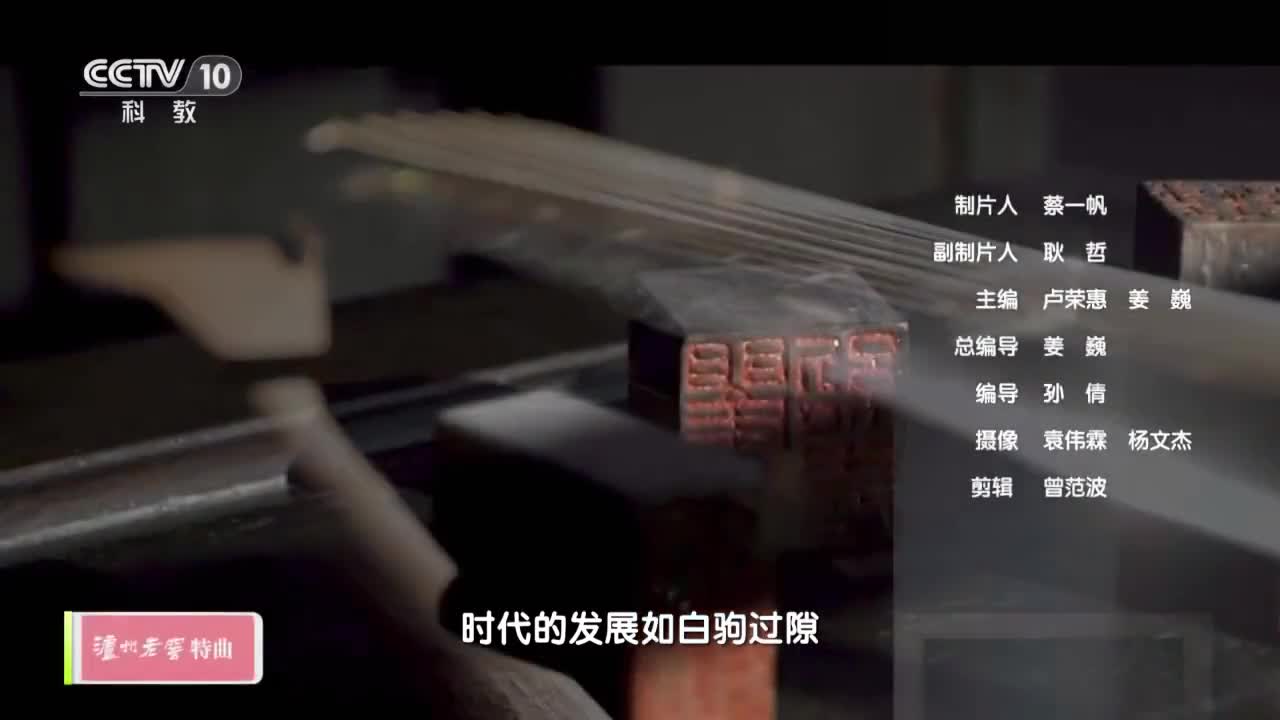 CCTV 10
科 教
制片人 蔡一帆
副制片人 耿 哲
主编 卢荣惠 姜 巍
总编导 姜 巍
编导 孙 倩
摄像 袁伟霖 杨文杰
剪辑 曾范波
时代的发展如白驹过隙
泸州老窖特曲